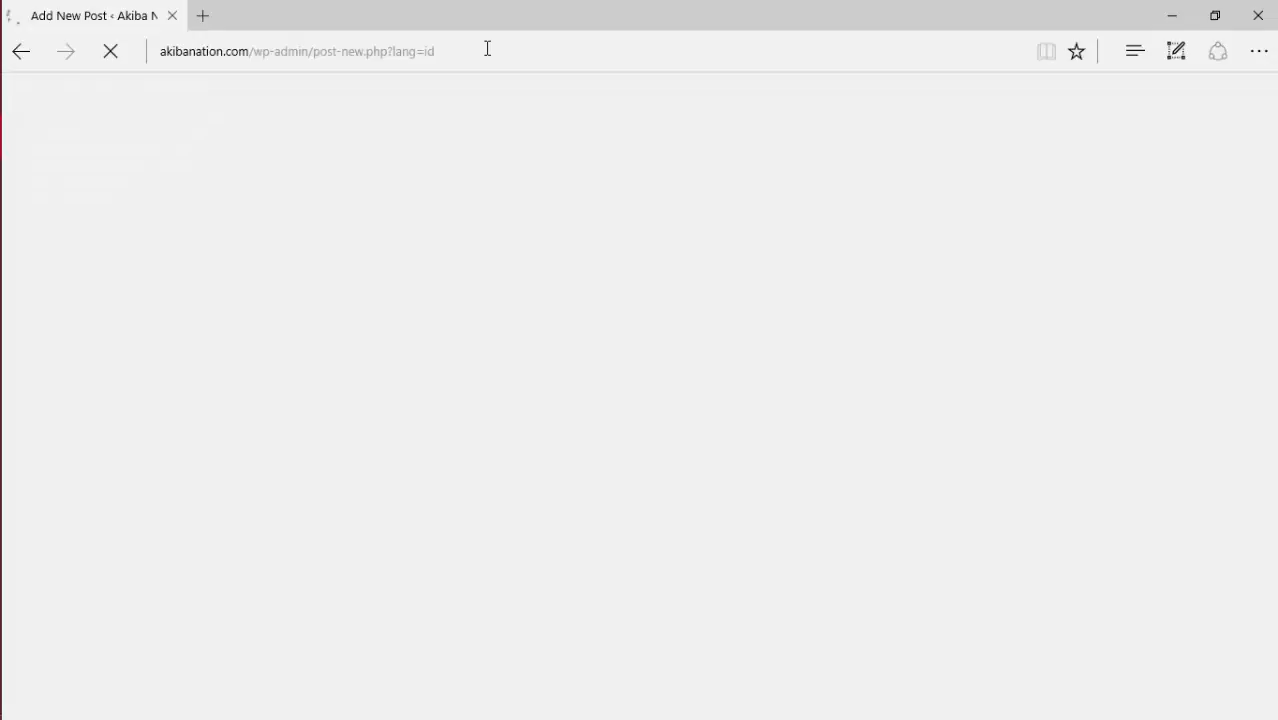 Add New Post ‹ Akiba N
akibanation.com/wp-admin/post-new.php?lang=id